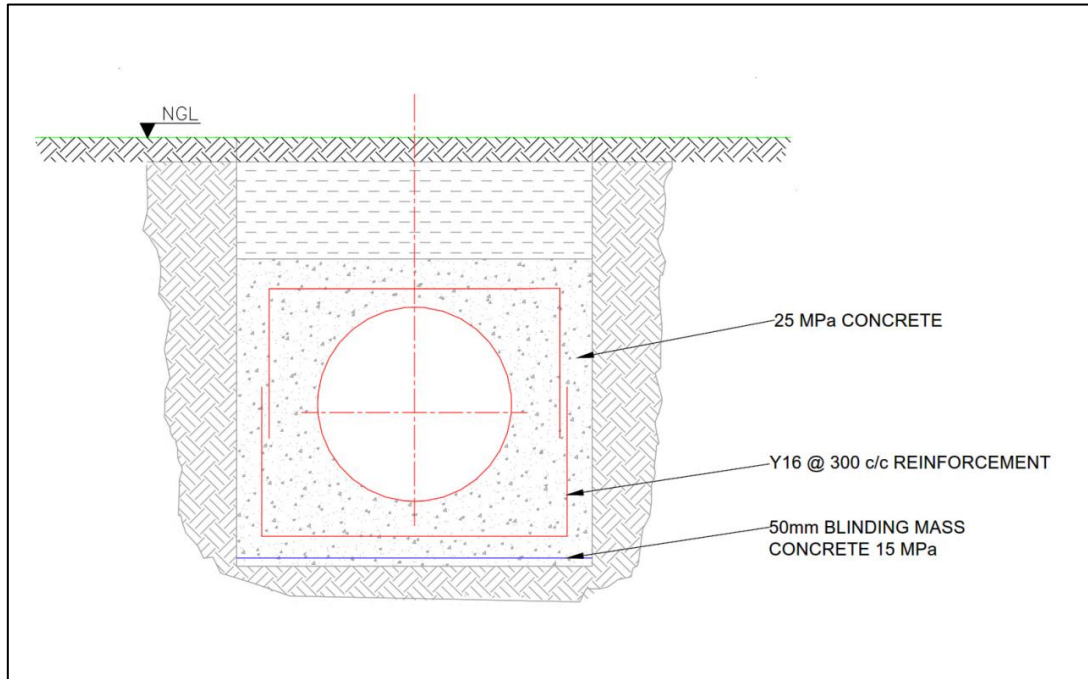 NGL
25 MPa CONCRETE
Y16 @ 300 c/c REINFORCEMENT
50mm BLINDING MASS
CONCRETE 15 MPa